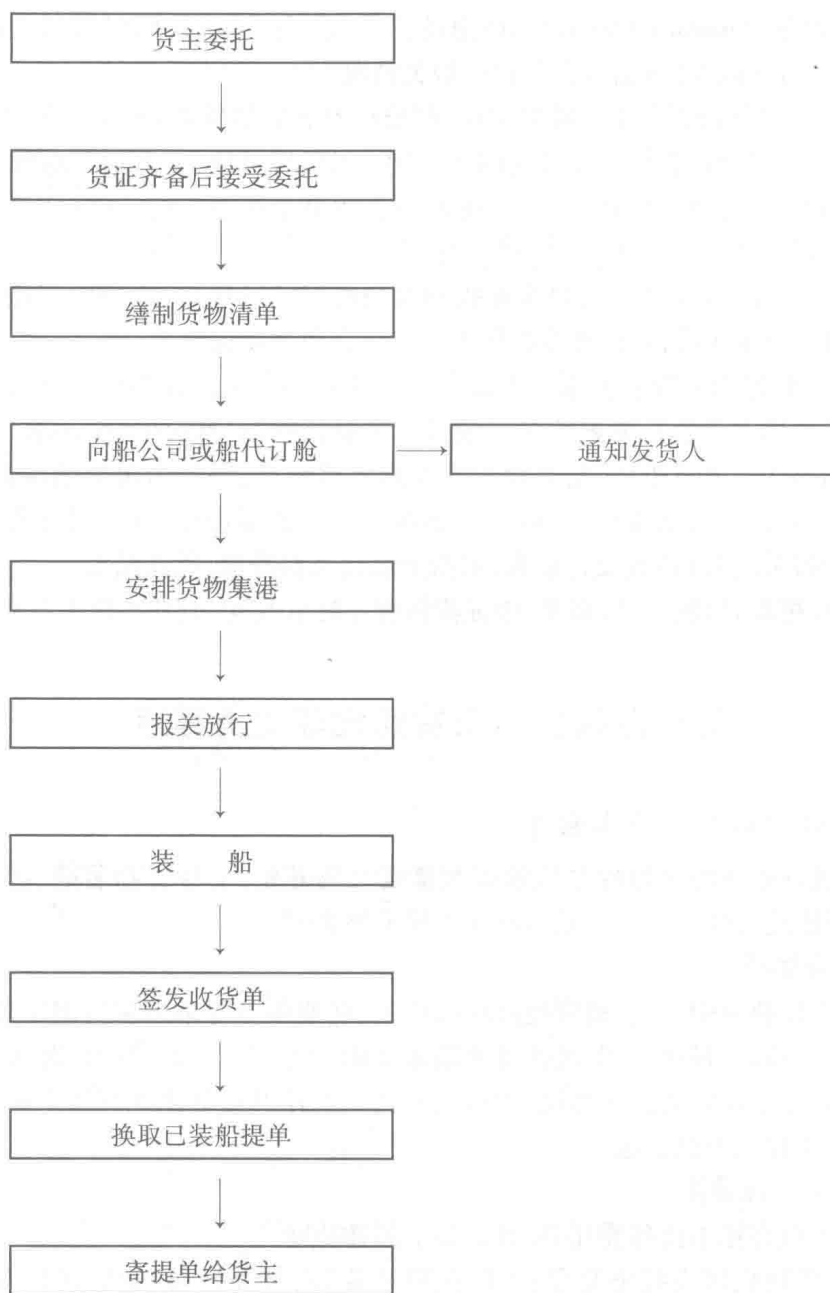 货主委托
货证齐备后接受委托
缮制货物清单
向船公司或船代订舱
通知发货人
安排货物集港
报关放行
装 船
签发收货单
换取已装船提单
寄提单给货主